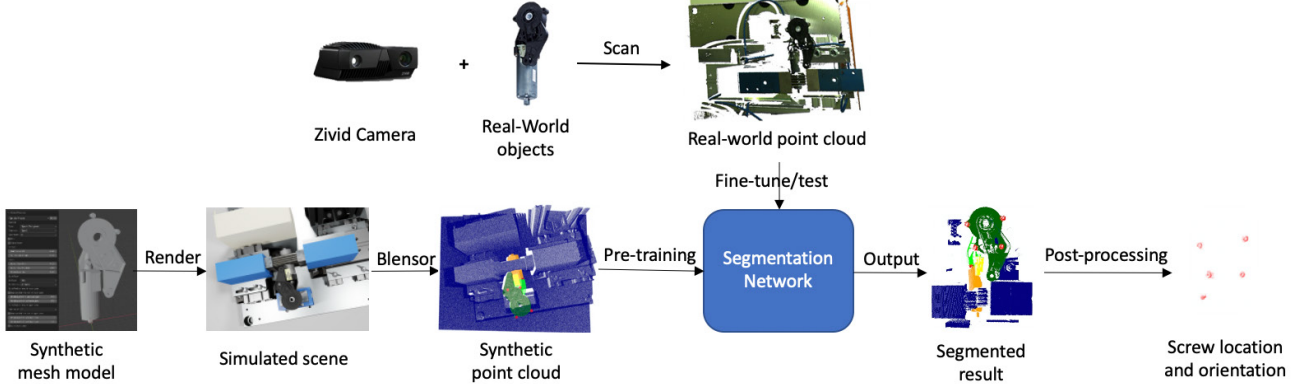 Scan
+
Zivid Camera
Real-World
objects
Real-world point cloud
Fine-tune/test
Render
Blensor
Pre-training
Segmentation
Network
Output
Post-processing
Synthetic
mesh model
Simulated scene
Synthetic
point cloud
Segmented
result
Screw location
and orientation